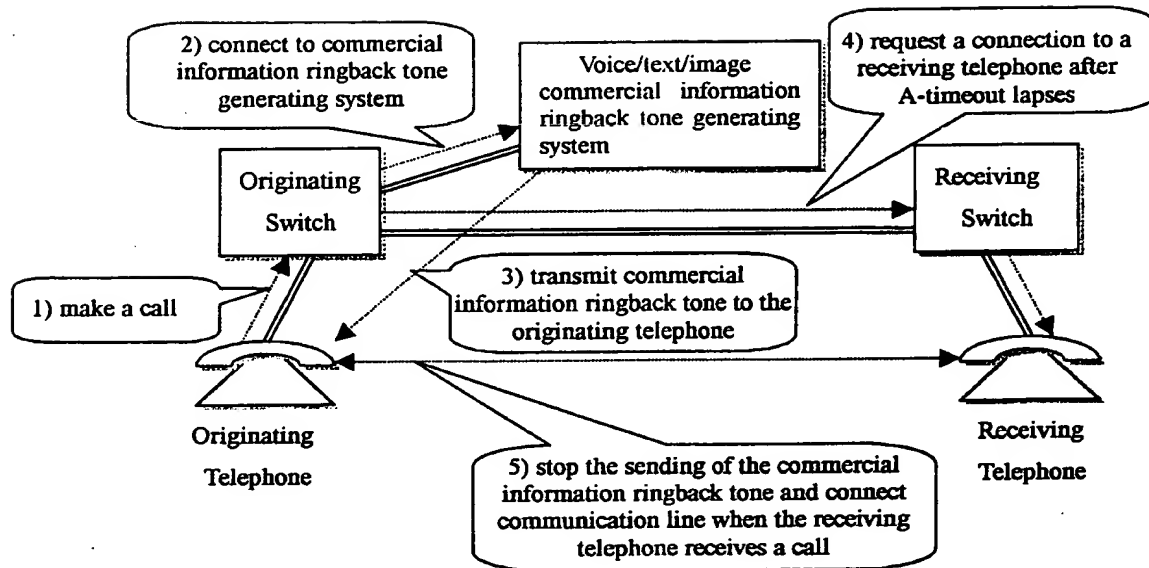 2) connect to commercial
information ringback tone
generating system
Voice/text/image
commercial information
ringback tone generating
system
4) request a connection to a
receiving telephone after
A-timeout lapses
Originating
Switch
Receiving
Switch
1) make a call
3) transmit commercial
information ringback tone to the
originating telephone
Originating
Telephone
Receiving
Telephone
5) stop the sending of the commercial
information ringback tone and connect
communication line when the receiving
telephone receives a call